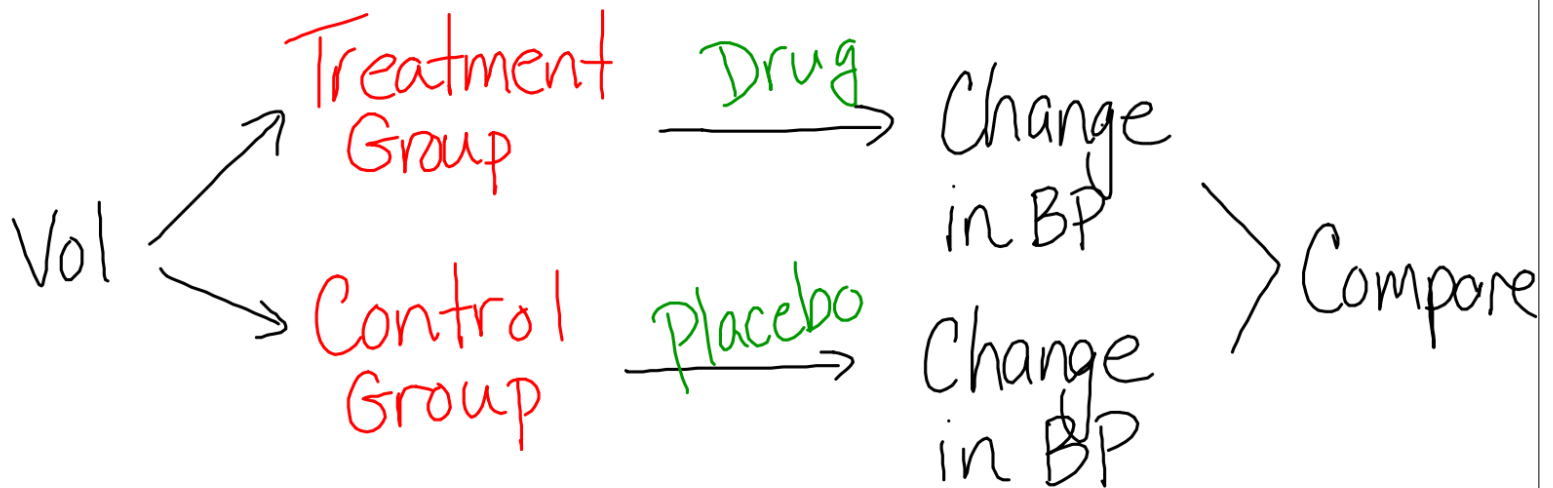 Vol
Treatment
Group
Drug
Change
in BP
Control
Group
Placebo
Change
in BP
Compare